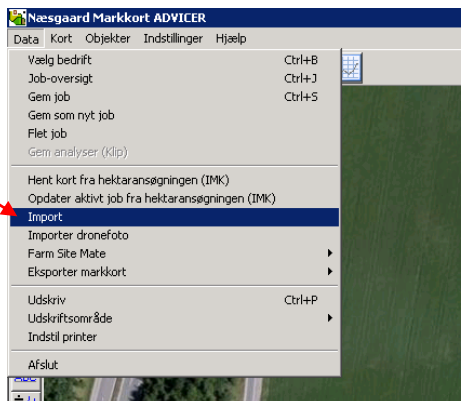 Næsgaard Markkort ADVICER
Data Kort Objekter Indstillinger Hjælp
Vælg bedrift Ctrl+B
Job-oversigt Ctrl+J
Gem job Ctrl+S
Gem som nyt job
Flet job
Gem analyser (Klip)
Hent kort fra hektaransøgningen (IMK)
Opdater aktivt job fra hektaransøgningen (IMK)
Import
Importer dronefoto
Farm Site Mate
Eksporter markkort
Udskriv Ctrl+P
Udskriftsområde
Indstil printer
Afslut
ABC